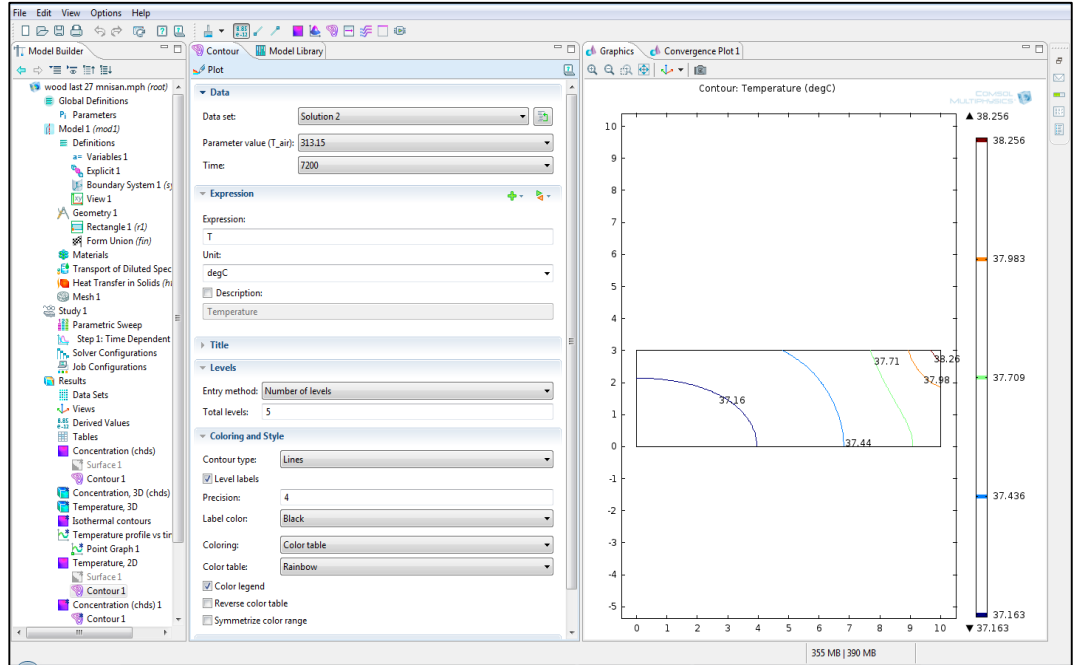 File Edit View Options Help
Model Builder
wood last 27 mnisan.mph (root)
Global Definitions
Pi Parameters
Model 1 (mod1)
Definitions
a= Variables 1
Explicit 1
Boundary System 1 (sy
View 1
Geometry 1
Rectangle 1 (r1)
Form Union (fin)
Materials
Transport of Diluted Spec
Heat Transfer in Solids (ht
Mesh 1
Study 1
Parametric Sweep
Step 1: Time Dependent
Solver Configurations
Job Configurations
Results
Data Sets
Views
Derived Values
Tables
Concentration (chds)
Surface 1
Contour 1
Concentration, 3D (chds)
Temperature, 3D
Isothermal contours
Temperature profile vs tim
Point Graph 1
Temperature, 2D
Surface 1
Contour 1
Concentration (chds) 1
Contour 1
Contour Model Library
Plot
Data
Data set: Solution 2
Parameter value (T_air): 313.15
Time: 7200
Expression
Expression:
T
Unit:
degC
Description:
Temperature
Title
Levels
Entry method: Number of levels
Total levels: 5
Coloring and Style
Contour type: Lines
Level labels
Precision: 4
Label color: Black
Coloring: Color table
Color table: Rainbow
Color legend
Reverse color table
Symmetrize color range
Graphics Convergence Plot 1
Contour: Temperature (degC)
COMSOL
MULTIPHYSICS
▲ 38.256
10
9
8
7
6
5
4
3
2
1
0
-1
-2
-3
-4
-5
0 1 2 3 4 5 6 7 8 9 10
37.16
37.44
37.71
37.98
38.26
38.256
37.983
37.709
37.436
37.163
▼ 37.163
355 MB | 390 MB